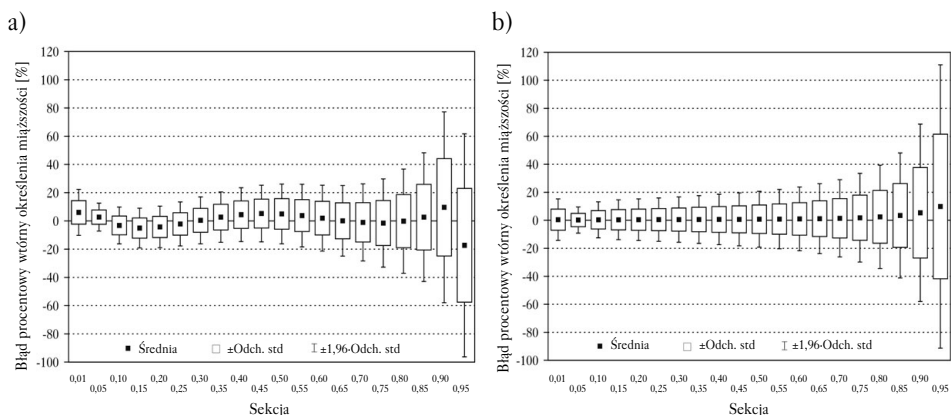 a)
Błąd procentowy wtórny określenia miąższości [%]
120
100
80
60
40
20
0
-20
-40
-60
-80
-100
Średnia
±Odch. std
±1,96·Odch. std
0,01 0,10 0,20 0,30 0,40 0,50 0,60 0,70 0,80 0,90
0,05 0,15 0,25 0,35 0,45 0,55 0,65 0,75 0,85 0,95
Sekcja
b)
Błąd procentowy wtórny określenia miąższości [%]
120
100
80
60
40
20
0
-20
-40
-60
-80
-100
Średnia
±Odch. std
±1,96·Odch. std
0,01 0,10 0,20 0,30 0,40 0,50 0,60 0,70 0,80 0,90
0,05 0,15 0,25 0,35 0,45 0,55 0,65 0,75 0,85 0,95
Sekcja